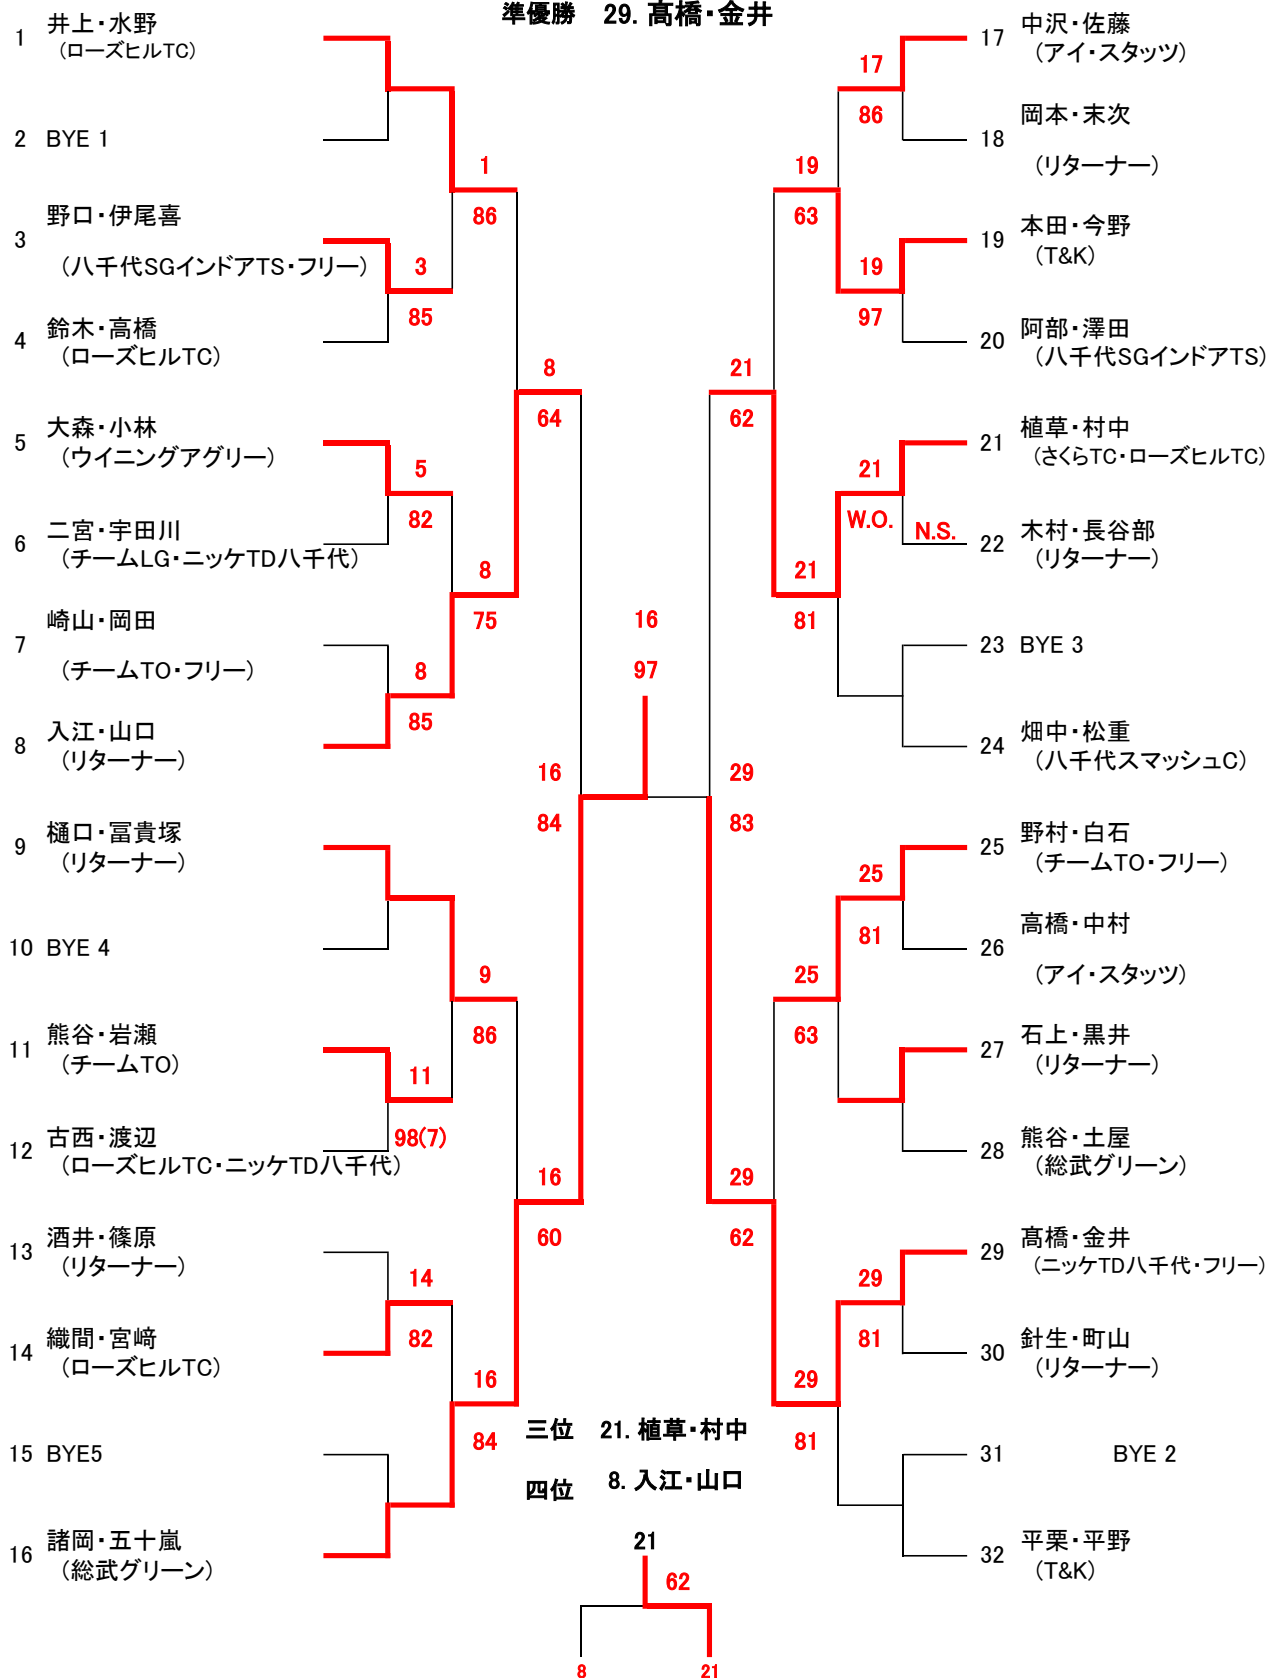 準優勝 29. 髙橋・金井
1 井上・水野
（ローズヒルTC）
2 BYE 1
1
86
野口・伊尾喜
3
（八千代SGインドアTS・フリー）
3
85
4 鈴木・高橋
（ローズヒルTC）
8
64
5 大森・小林
（ウイニングアグリー）
5
82
6 二宮・宇田川
（チームLG・ニッケTD八千代）
8
75
7 崎山・岡田
（チームTO・フリー）
8
85
8 入江・山口
（リターナー）
16
84
9 樋口・冨貴塚
（リターナー）
10 BYE 4
9
86
11 熊谷・岩瀬
（チームTO）
11
98(7)
12 古西・渡辺
（ローズヒルTC・ニッケTD八千代）
16
60
13 酒井・篠原
（リターナー）
14
82
14 織間・宮﨑
（ローズヒルTC）
16
84
15 BYE5
16 諸岡・五十嵐
（総武グリーン）
16
97
17 中沢・佐藤
（アイ・スタッツ）
17
86
岡本・末次
18
（リターナー）
19
63
19 本田・今野
（T&K）
19
97
20 阿部・澤田
（八千代SGインドアTS）
21
62
21 植草・村中
（さくらTC・ローズヒルTC）
21
W.O.
N.S.
22 木村・長谷部
（リターナー）
21
81
23 BYE 3
24 畑中・松重
（八千代スマッシュC）
29
83
25 野村・白石
（チームTO・フリー）
25
81
高橋・中村
26
（アイ・スタッツ）
25
63
27 石上・黒井
（リターナー）
28 熊谷・土屋
（総武グリーン）
29
62
29 髙橋・金井
（ニッケTD八千代・フリー）
29
81
30 針生・町山
（リターナー）
29
81
31 BYE 2
32 平栗・平野
（T&K）
三位 21. 植草・村中
四位 8. 入江・山口
21
62
8 21